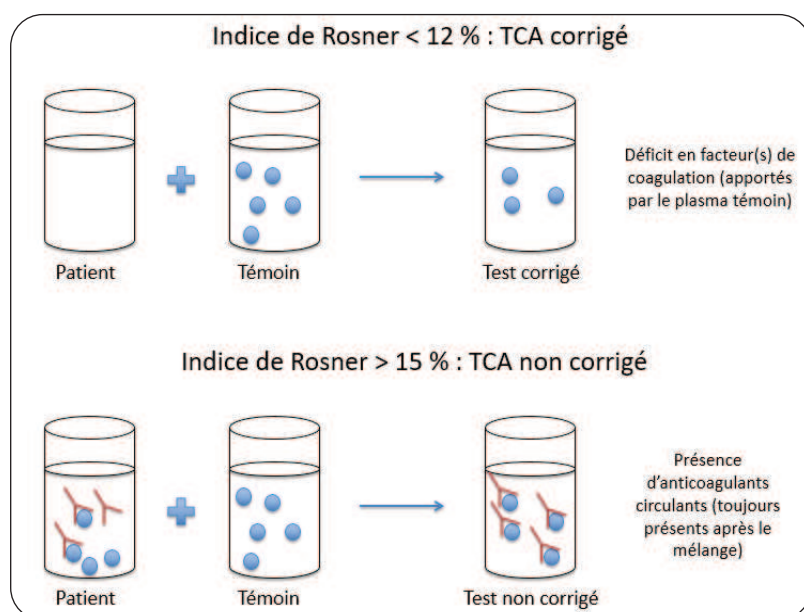 Indice de Rosner < 12 % : TCA corrigé
Déficit en facteur(s) de
coagulation (apportés
par le plasma témoin)
Patient
Témoin
Test corrigé
Indice de Rosner > 15 % : TCA non corrigé
Présence
d'anticoagulants
circulants (toujours
présents après le
mélange)
Patient
Témoin
Test non corrigé